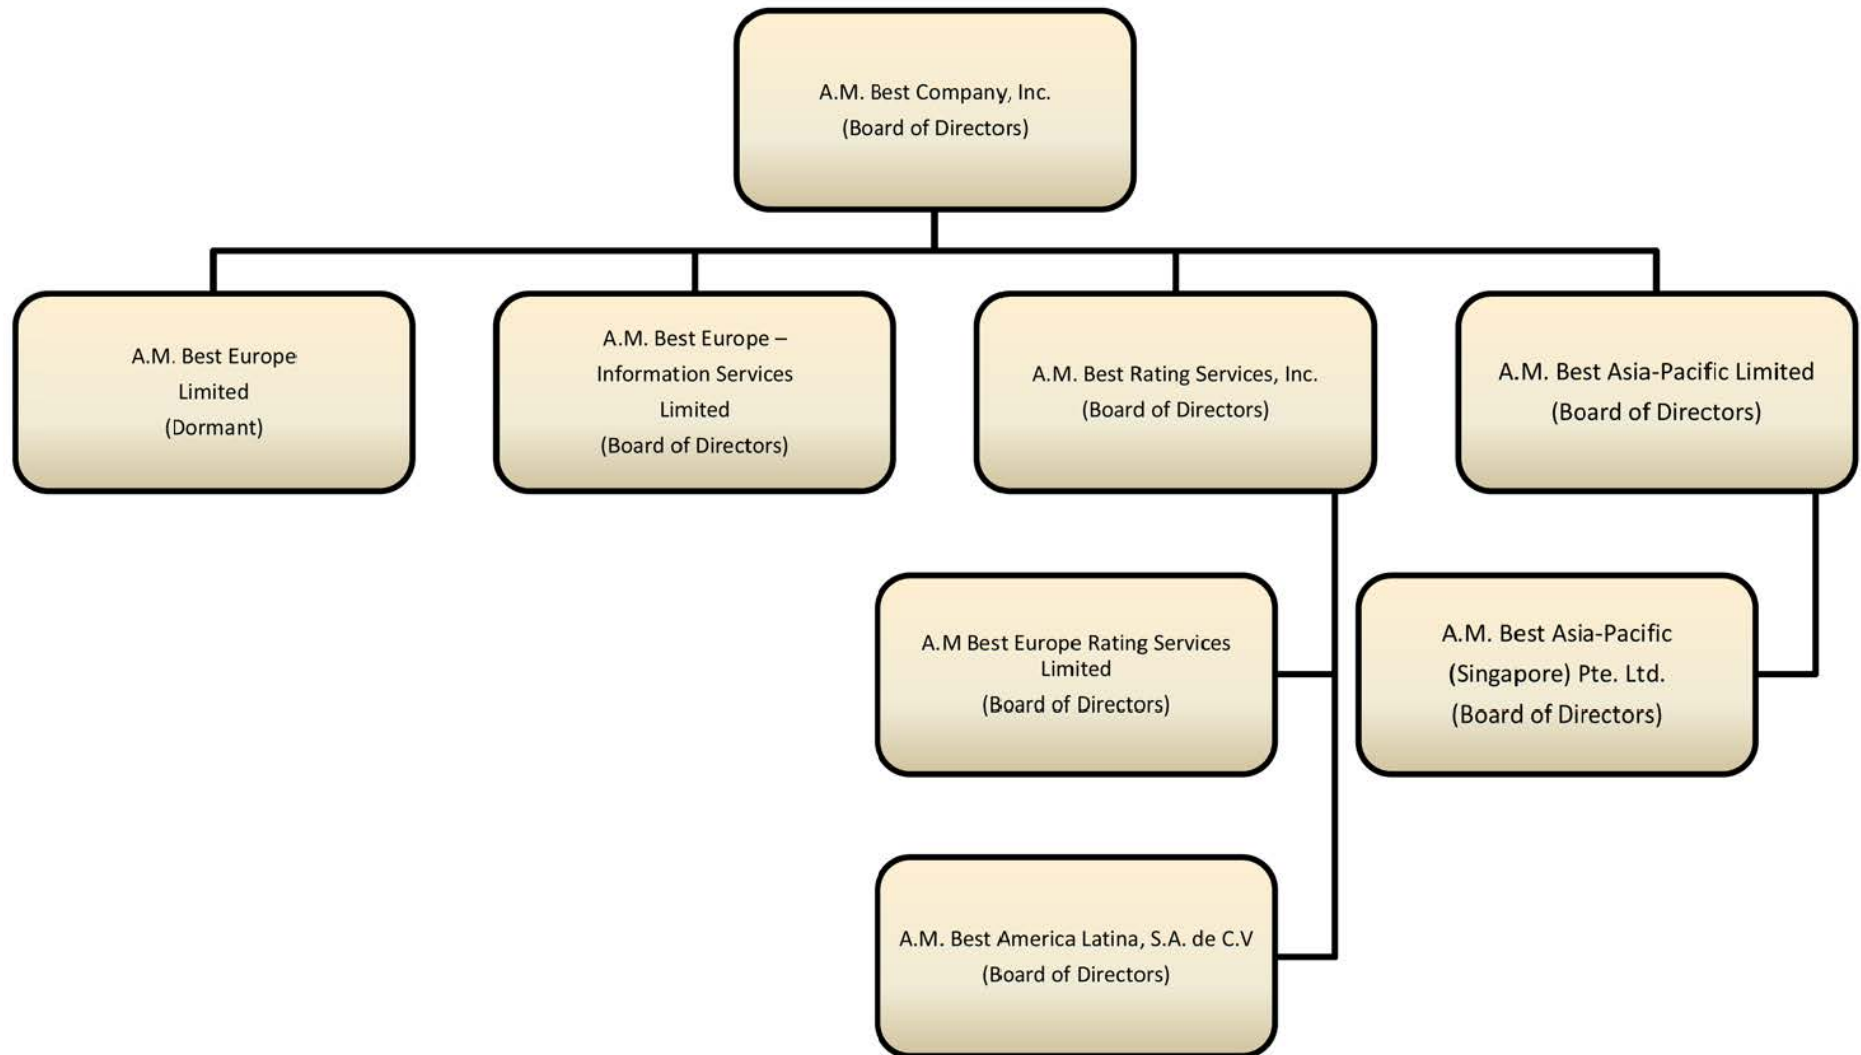 A.M. Best Company, Inc.
(Board of Directors)
A.M. Best Europe
Limited
(Dormant)
A.M. Best Europe –
Information Services
Limited
(Board of Directors)
A.M. Best Rating Services, Inc.
(Board of Directors)
A.M. Best Asia-Pacific Limited
(Board of Directors)
A.M Best Europe Rating Services
Limited
(Board of Directors)
A.M. Best Asia-Pacific
(Singapore) Pte. Ltd.
(Board of Directors)
A.M. Best America Latina, S.A. de C.V
(Board of Directors)